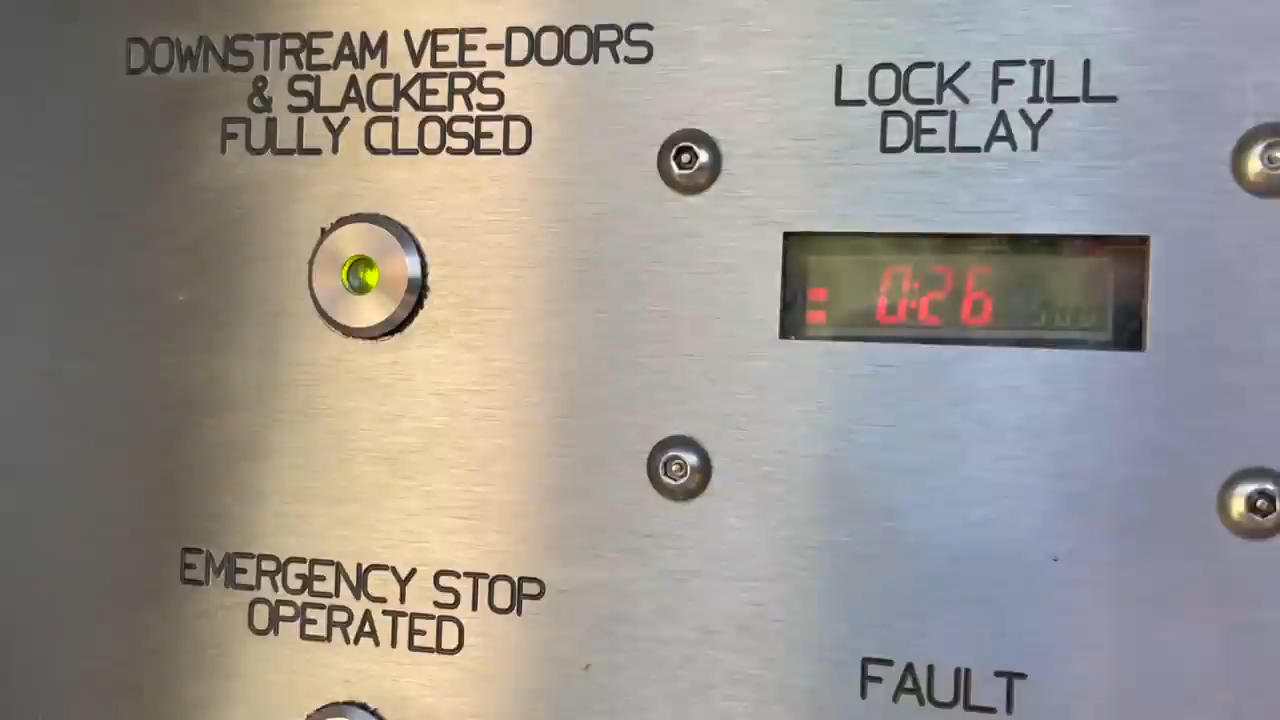 DOWNSTREAM VEE-DOORS
& SLACKERS
FULLY CLOSED
LOCK FILL
DELAY
0:26
EMERGENCY STOP
OPERATED
FAULT